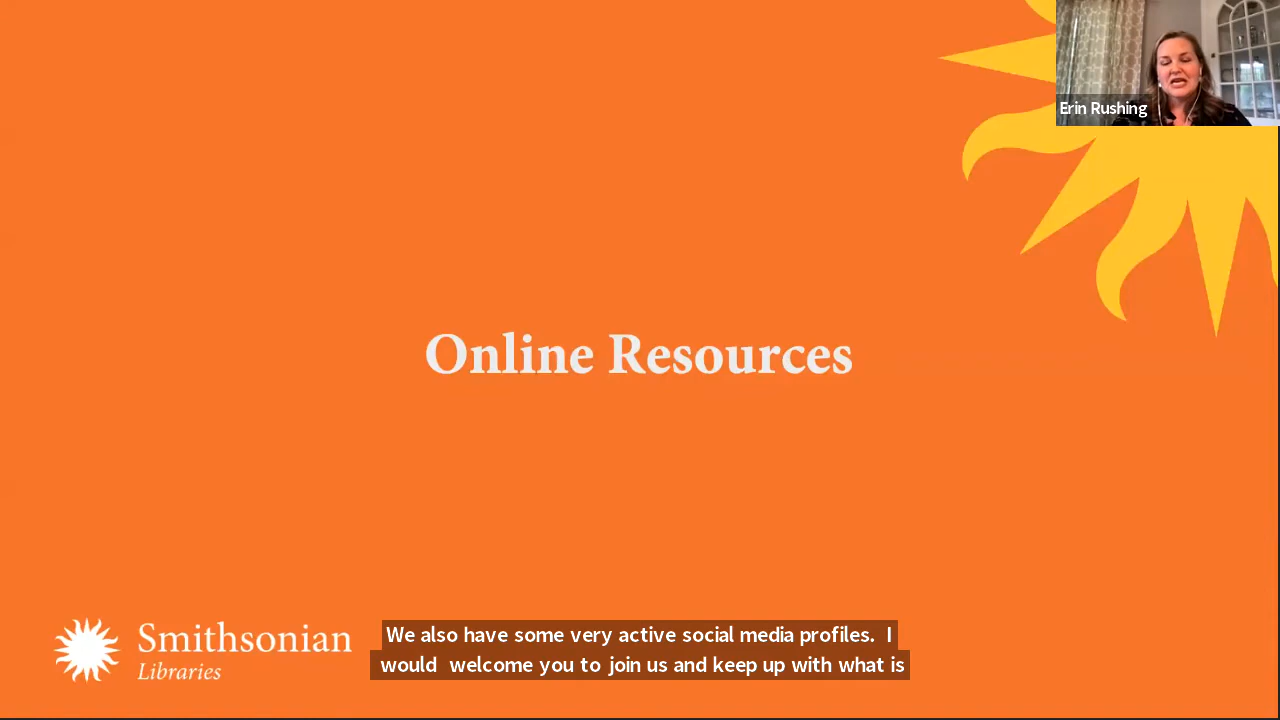 Erin Rushing
Online Resources
Smithsonian
Libraries
We also have some very active social media profiles. I
would welcome you to join us and keep up with what is